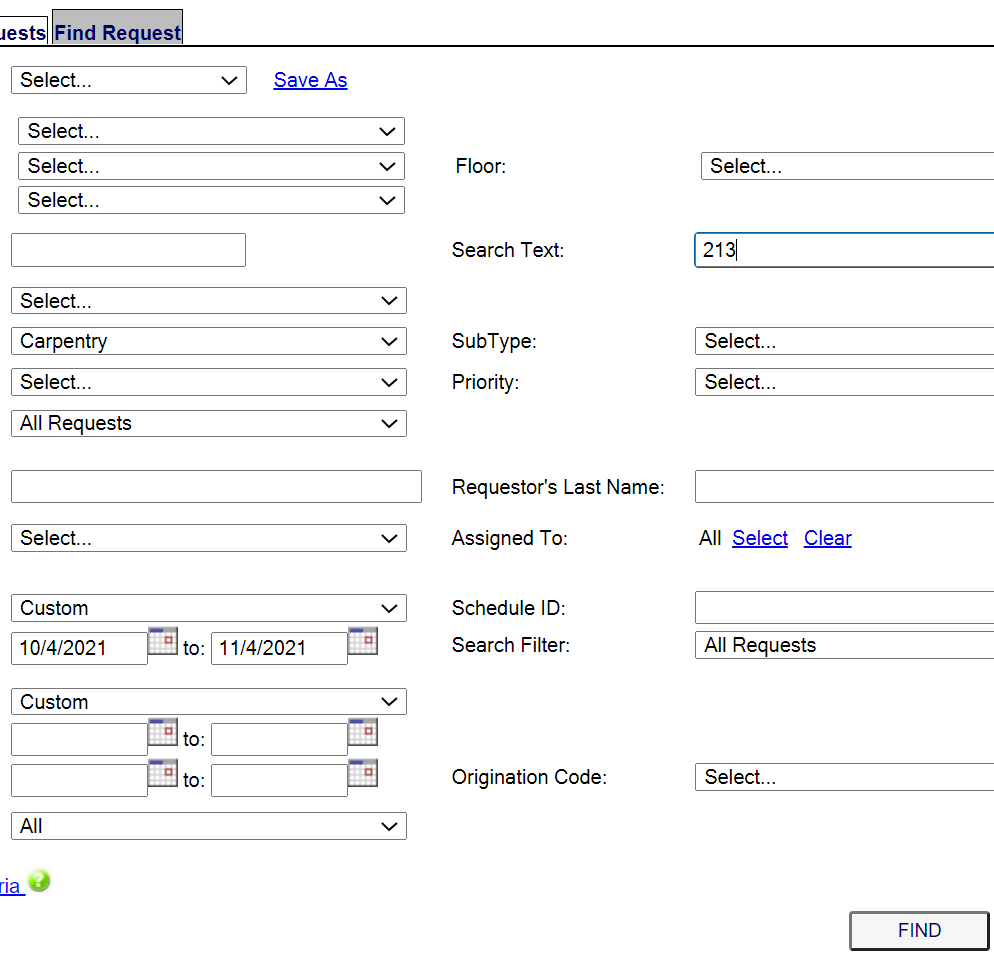 uests Find Request
Select... Save As
Select...
Select... Floor: Select...
Select...
Search Text: 213
Select...
Carpentry SubType: Select...
Select... Priority: Select...
All Requests
Requestor's Last Name:
Select... Assigned To: All Select Clear
Custom Schedule ID:
10/4/2021 to: 11/4/2021 Search Filter: All Requests
Custom
to:
to: Origination Code: Select...
All
ria ?
FIND